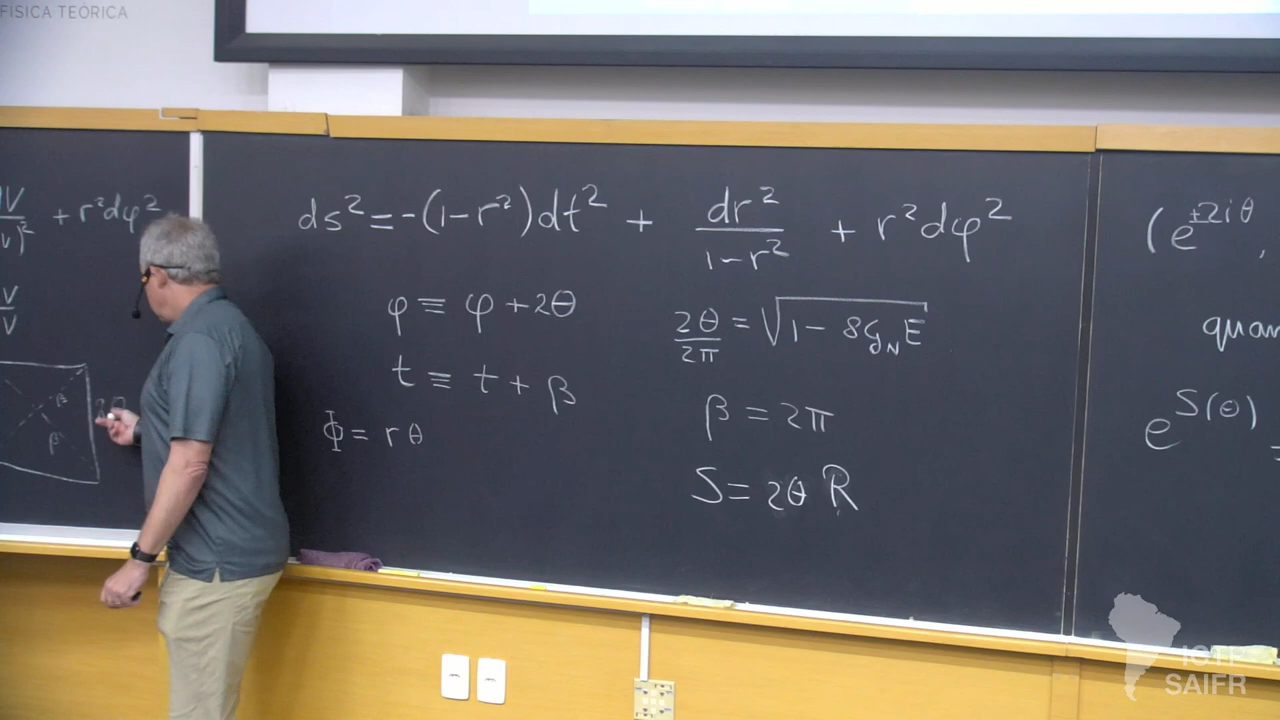 FISICA TEÓRICA
+ r²dφ²
β
β
ds² = -(1-r²)dt² + dr²/(1-r²) + r²dφ²
φ ≡ φ + 2θ
2θ/2π = √(1 - 8G_N E)
t ≡ t + β
β = 2π
Φ = rθ
S = 2θ R
(e^{±2iθ},
quan
e^{S(θ)} =
ICTP
SAIFR